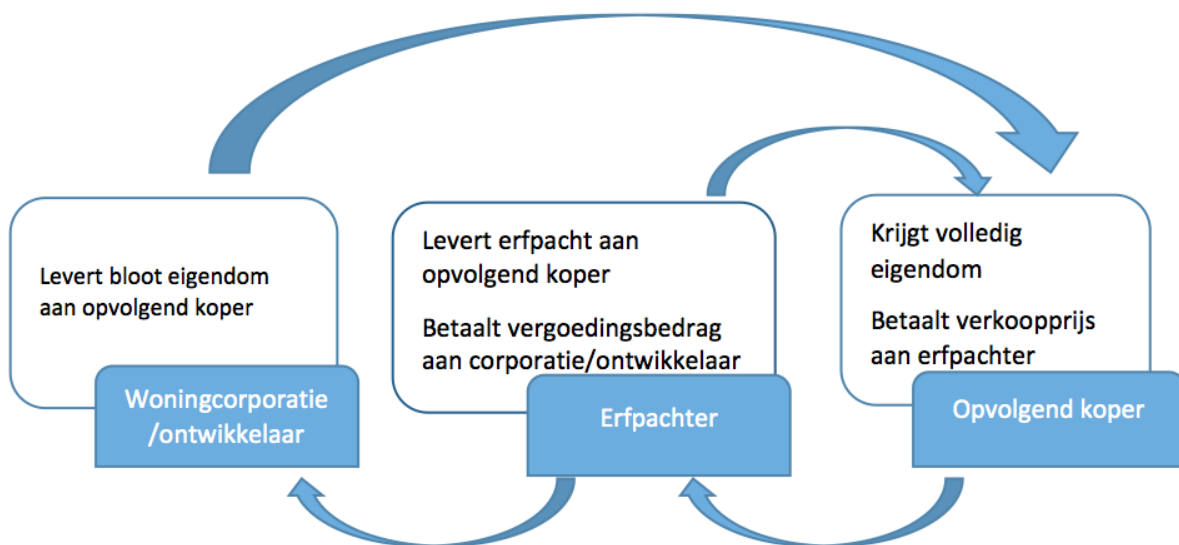 Levert bloot eigendom
aan opvolgend koper
Woningcorporatie
/ontwikkelaar
Levert erfpacht aan
opvolgend koper
Betaalt vergoedingsbedrag
aan corporatie/ontwikkelaar
Erfpachter
Krijgt volledig
eigendom
Betaalt verkoopprijs
aan erfpachter
Opvolgend koper